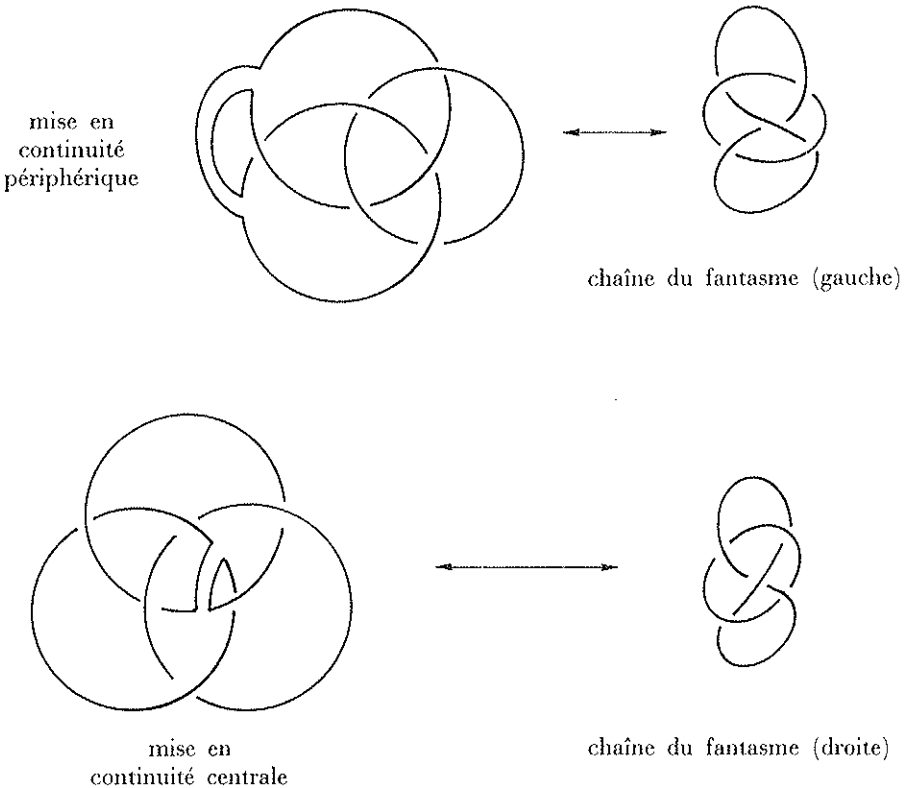 mise en
continuité
périphérique
chaîne du fantasme (gauche)
mise en
continuité centrale
chaîne du fantasme (droite)